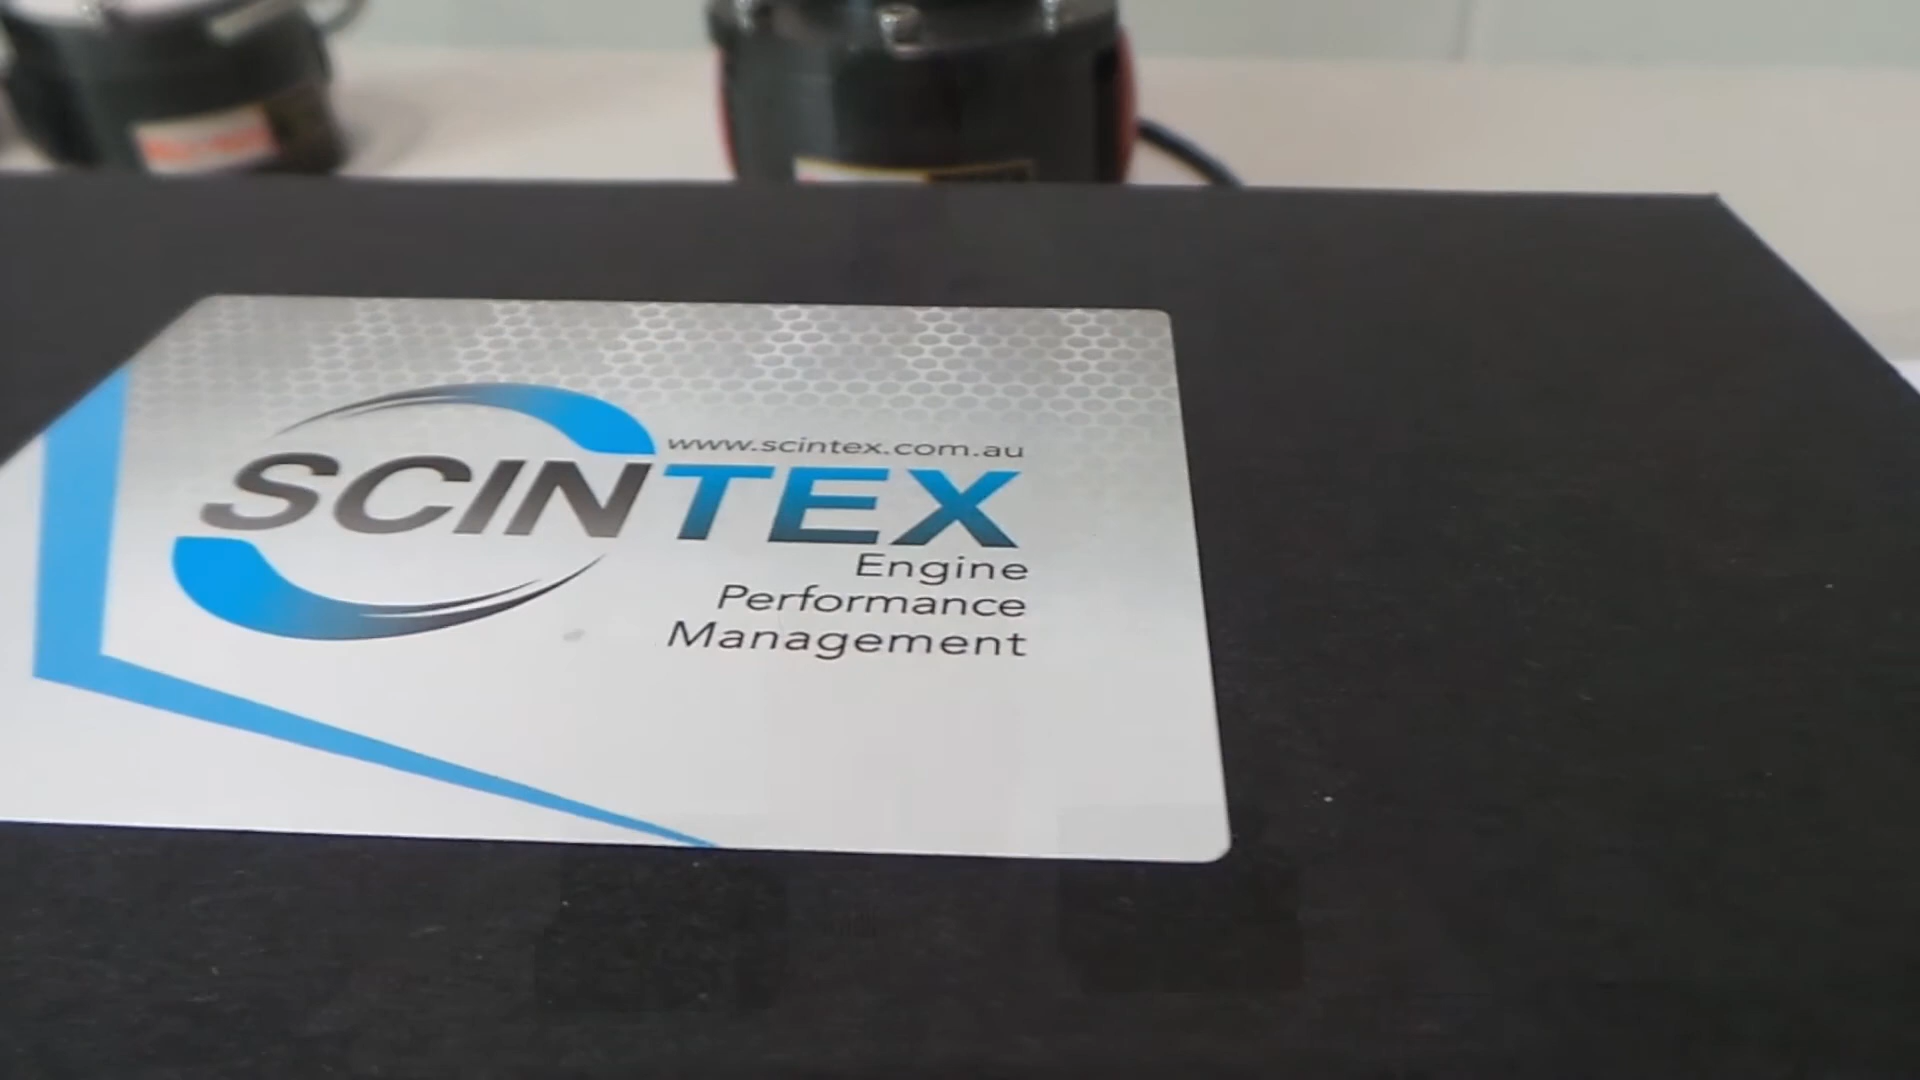 www.scintex.com.au
SCINTEX
Engine
Performance
Management